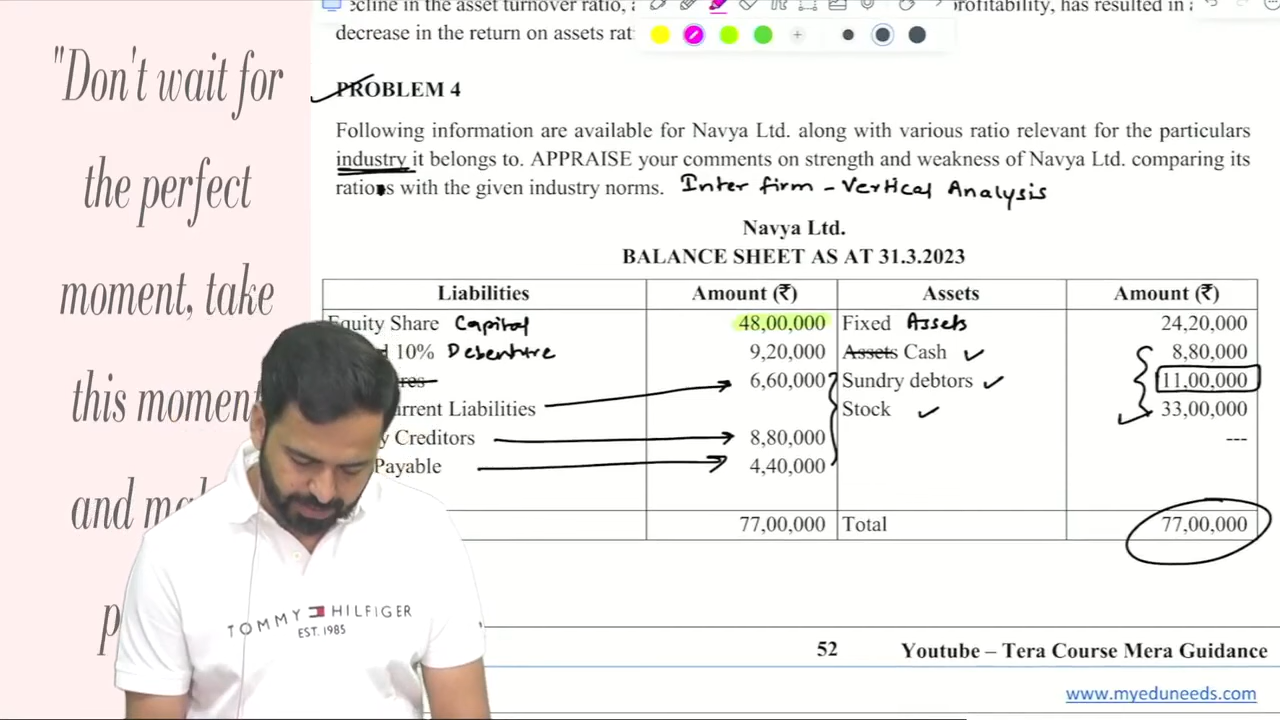 ecline in the asset turnover ratio,
rofitability, has resulted in
decrease in the return on assets rat
"Don't wait for
the perfect
moment, take
this moment
and
PROBLEM 4
Following information are available for Navya Ltd. along with various ratio relevant for the particulars
industry it belongs to. APPRAISE your comments on strength and weakness of Navya Ltd. comparing its
ratios with the given industry norms. Inter firm - Vertical Analysis
Navya Ltd.
BALANCE SHEET AS AT 31.3.2023
Liabilities Amount (₹) Assets Amount (₹)
Equity Share Capital 48,00,000 Fixed Assets 24,20,000
10% Debenture 9,20,000 Assets Cash 8,80,000
res 6,60,000 Sundry debtors 11,00,000
rrent Liabilities Stock 33,00,000
y Creditors 8,80,000 ---
Payable 4,40,000
77,00,000 Total 77,00,000
TOMMY HILFIGER
EST. 1985
52 Youtube – Tera Course Mera Guidance
www.myeduneeds.com